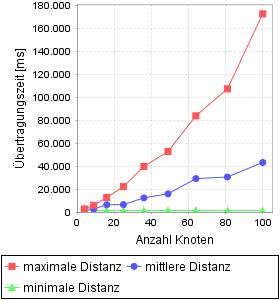 180.000
160.000
140.000
120.000
100.000
80.000
60.000
40.000
20.000
0
Übertragungszeit [ms]
0 20 40 60 80 100
Anzahl Knoten
maximale Distanz mittlere Distanz
minimale Distanz